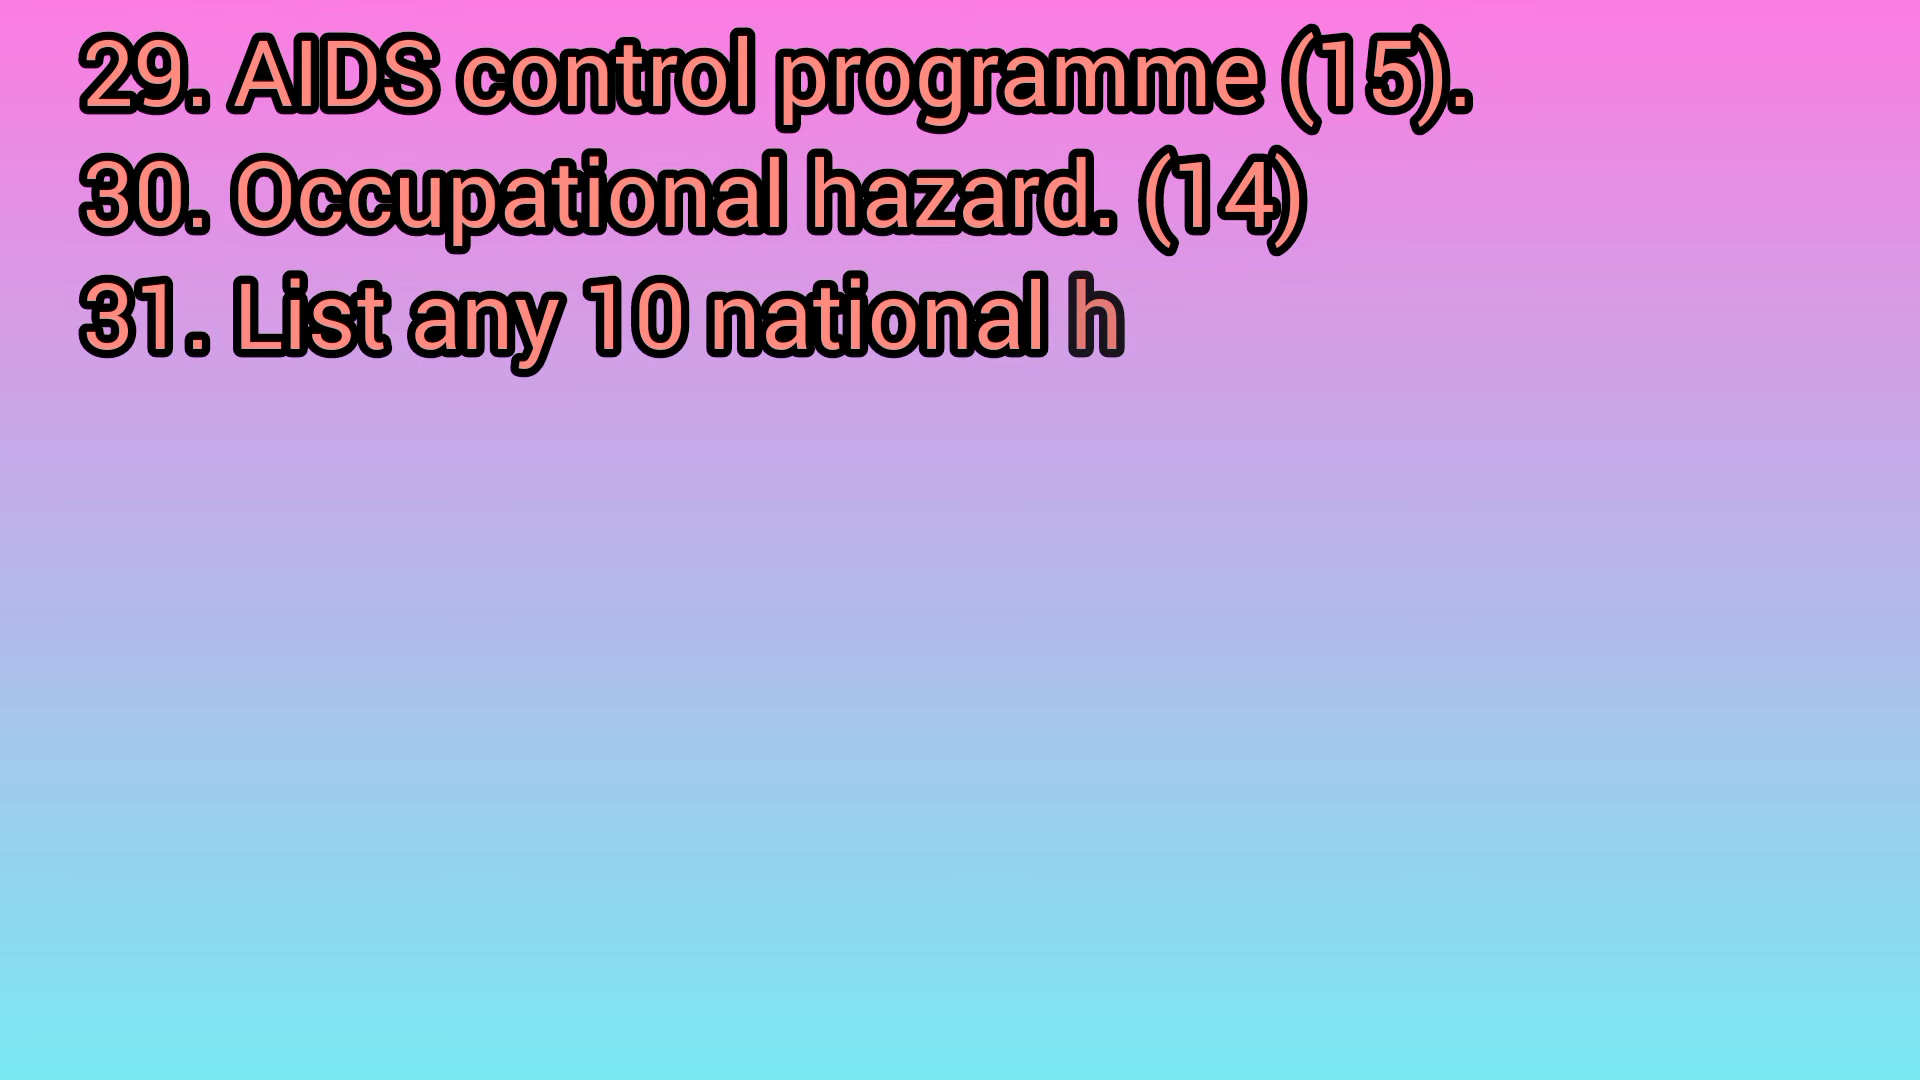 29. AIDS control programme (15).
30. Occupational hazard. (14)
31. List any 10 national h